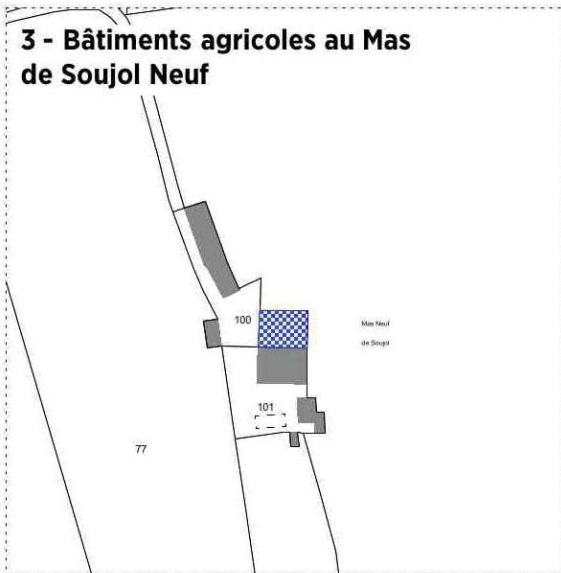 3 - Bâtiments agricoles au Mas
de Soujol Neuf
100
Mas Neuf
de Soujol
101
77